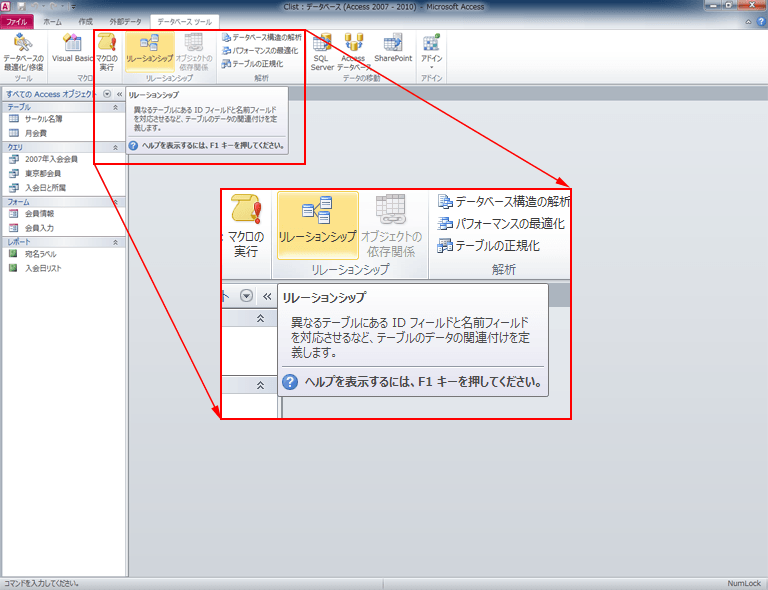 Clist : データベース (Access 2007 - 2010) - Microsoft Access
ファイル ホーム 作成 外部データ データベース ツール
データベースの
最適化/修復
ツール
Visual Basic
マクロの
実行
マクロ
リレーションシップ
オブジェクトの
依存関係
リレーションシップ
データベース構造の解析
パフォーマンスの最適化
テーブルの正規化
解析
SQL
Server
Access
データベース
SharePoint
データの移動
アドイン
アドイン
すべての Access オブジェクト
テーブル
サークル名簿
月会費
クエリ
2007年入会会員
東京都会員
入会日と所属
フォーム
会員情報
会員入力
レポート
宛名ラベル
入会日リスト
リレーションシップ
異なるテーブルにある ID フィールドと名前フィールド
を対応させるなど、テーブルのデータの関連付けを定
義します。
ヘルプを表示するには、F1 キーを押してください。
マクロの
実行
リレーションシップ
オブジェクトの
依存関係
リレーションシップ
データベース構造の解析
パフォーマンスの最適化
テーブルの正規化
解析
リレーションシップ
異なるテーブルにある ID フィールドと名前フィールド
を対応させるなど、テーブルのデータの関連付けを定
義します。
ヘルプを表示するには、F1 キーを押してください。
コマンドを入力してください。
NumLock